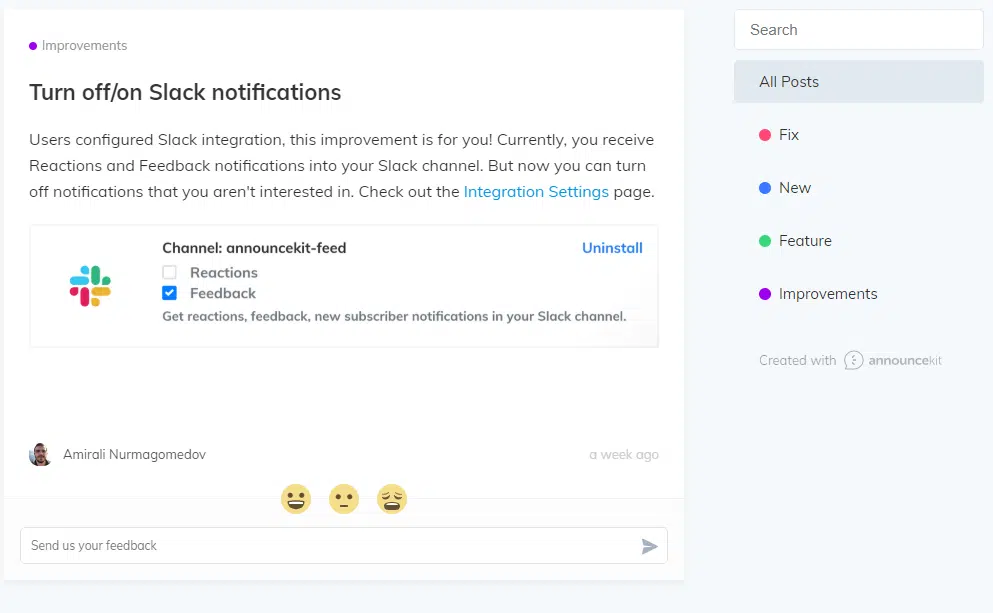 Improvements
Turn off/on Slack notifications
Users configured Slack integration, this improvement is for you! Currently, you receive
Reactions and Feedback notifications into your Slack channel. But now you can turn
off notifications that you aren't interested in. Check out the Integration Settings page.
Channel: announcekit-feed
Uninstall
Reactions
Feedback
Get reactions, feedback, new subscriber notifications in your Slack channel.
Amirali Nurmagomedov
a week ago
Send us your feedback
Search
All Posts
Fix
New
Feature
Improvements
Created with announcekit